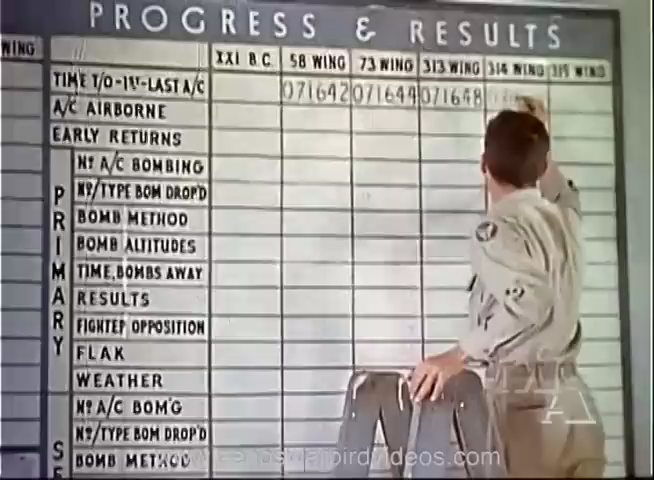 PROGRESS & RESULTS
WING XXI B.C. 58 WING 73 WING 313 WING 314 WING 315 WING
TIME T/O-1ST-LAST A/C 071642 071644 071648
A/C AIRBORNE
EARLY RETURNS
PRIMARY
Nº A/C BOMBING
Nº/TYPE BOM DROP'D
BOMB METHOD
BOMB ALTITUDES
TIME, BOMBS AWAY
RESULTS
FIGHTER OPPOSITION
FLAK
WEATHER
SE
Nº A/C BOM'G
Nº/TYPE BOM DROP'D
BOMB METHOD